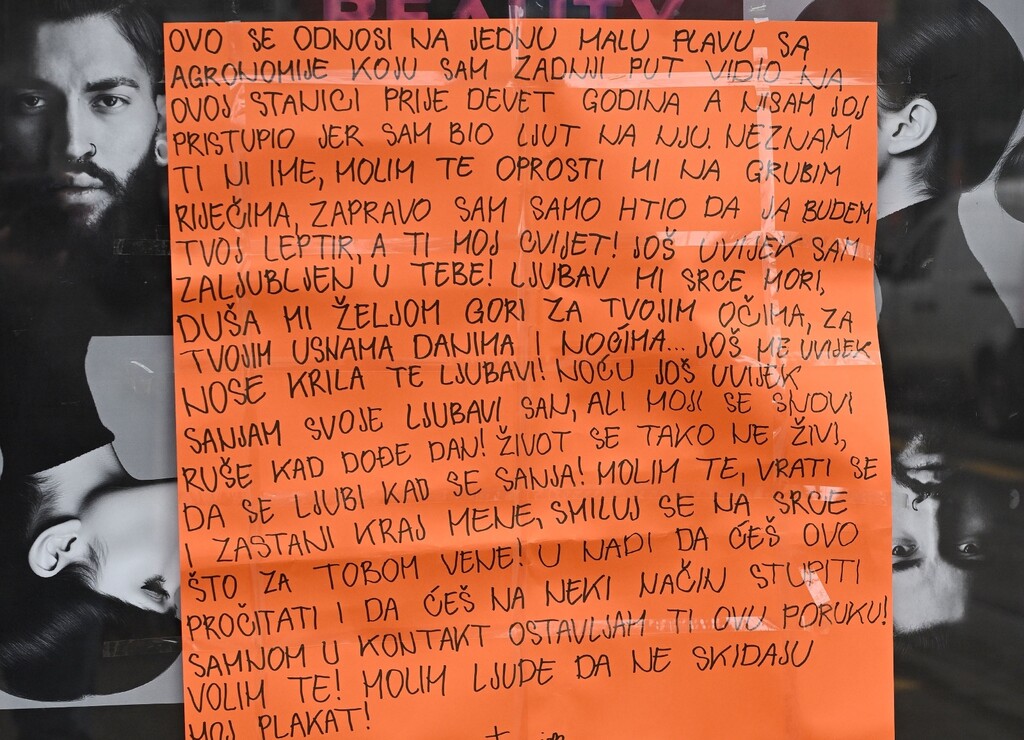 BEAUTY
OVO SE ODNOSI NA JEDNU MALU PLAVU SA
AGRONOMIJE KOJU SAM ZADNJI PUT VIDIO NA
OVOJ STANICI PRIJE DEVET GODINA A NISAM JOJ
PRISTUPIO JER SAM BIO LJUT NA NJU. NEZNAM
TI NI IME, MOLIM TE OPROSTI MI NA GRUBIM
RIJEČIMA, ZAPRAVO SAM SAMO HTIO DA JA BUDEM
TVOJ LEPTIR, A TI MOJ CVIJET! JOŠ UVIJEK SAM
ZALJUBLJEN U TEBE! LJUBAV MI SRCE MORI,
DUŠA MI ŽELJOM GORI ZA TVOJIM OČIMA, ZA
TVOJIM USNAMA DANIMA I NOĆIMA... JOŠ ME UVIJEK
NOSE KRILA TE LJUBAVI! NOĆU JOŠ UVIJEK
SANJAM SVOJE LJUBAVI SAN, ALI MOJI SE SNOVI
RUŠE KAD DOĐE DAN! ŽIVOT SE TAKO NE ŽIVI,
DA SE LJUBI KAD SE SANJA! MOLIM TE, VRATI SE
I ZASTANI KRAJ MENE, SMILUJ SE NA SRCE
ŠTO ZA TOBOM VENE! U NADI DA ĆEŠ OVO
PROČITATI I DA ĆEŠ NA NEKI NAČIN STUPITI
SAMNOM U KONTAKT OSTAVLJAM TI OVU PORUKU!
VOLIM TE! MOLIM LJUDE DA NE SKIDAJU
MOJ PLAKAT!